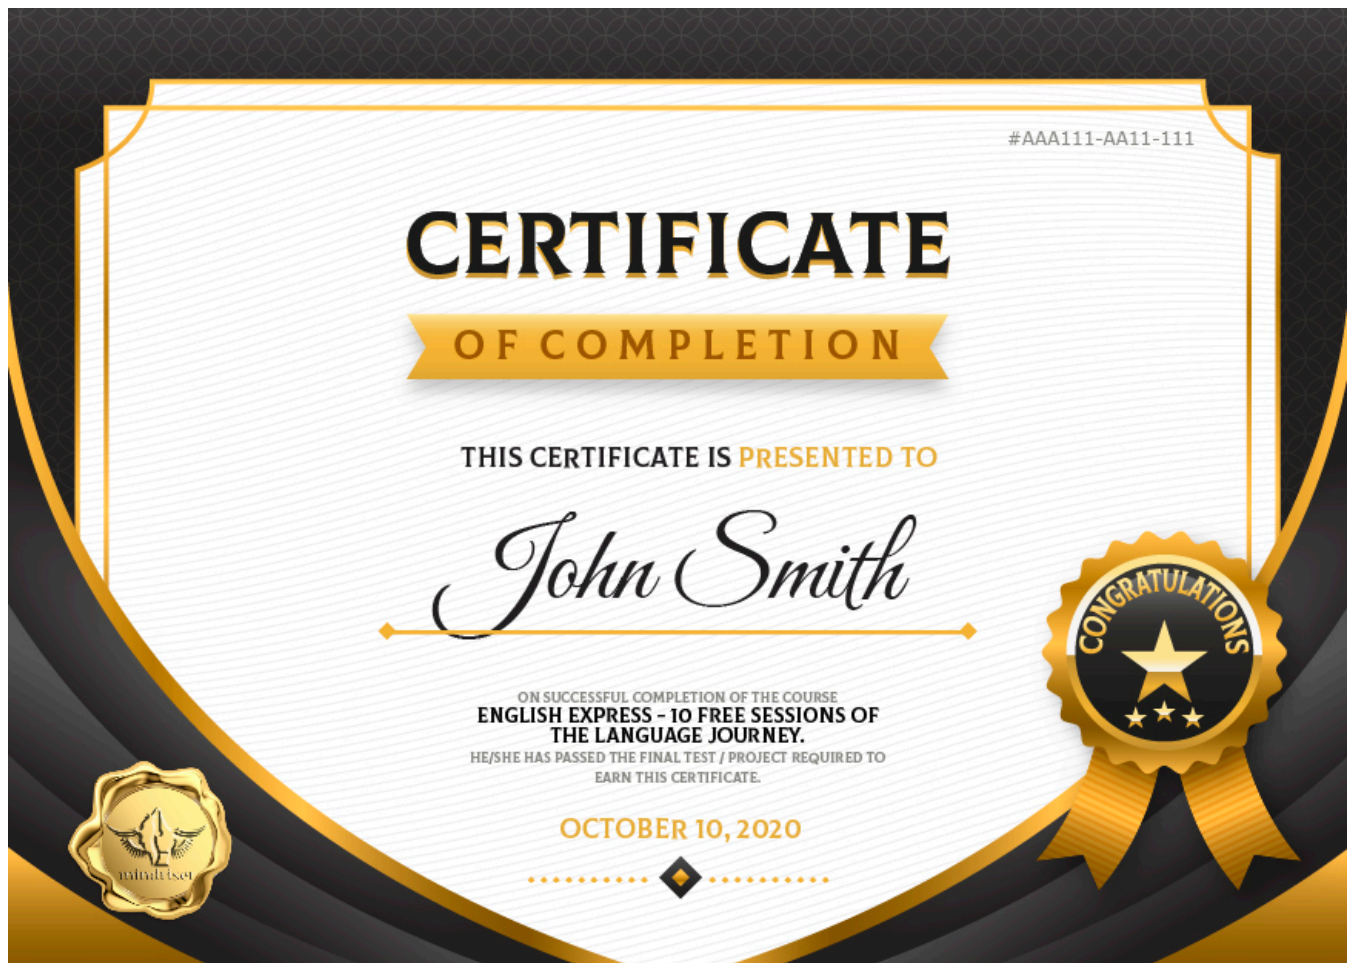 #AAA111-AA11-111
CERTIFICATE
OF COMPLETION
THIS CERTIFICATE IS PRESENTED TO
John Smith
CONGRATULATIONS
ON SUCCESSFUL COMPLETION OF THE COURSE
ENGLISH EXPRESS - 10 FREE SESSIONS OF
THE LANGUAGE JOURNEY.
HE/SHE HAS PASSED THE FINAL TEST / PROJECT REQUIRED TO
EARN THIS CERTIFICATE.
OCTOBER 10, 2020